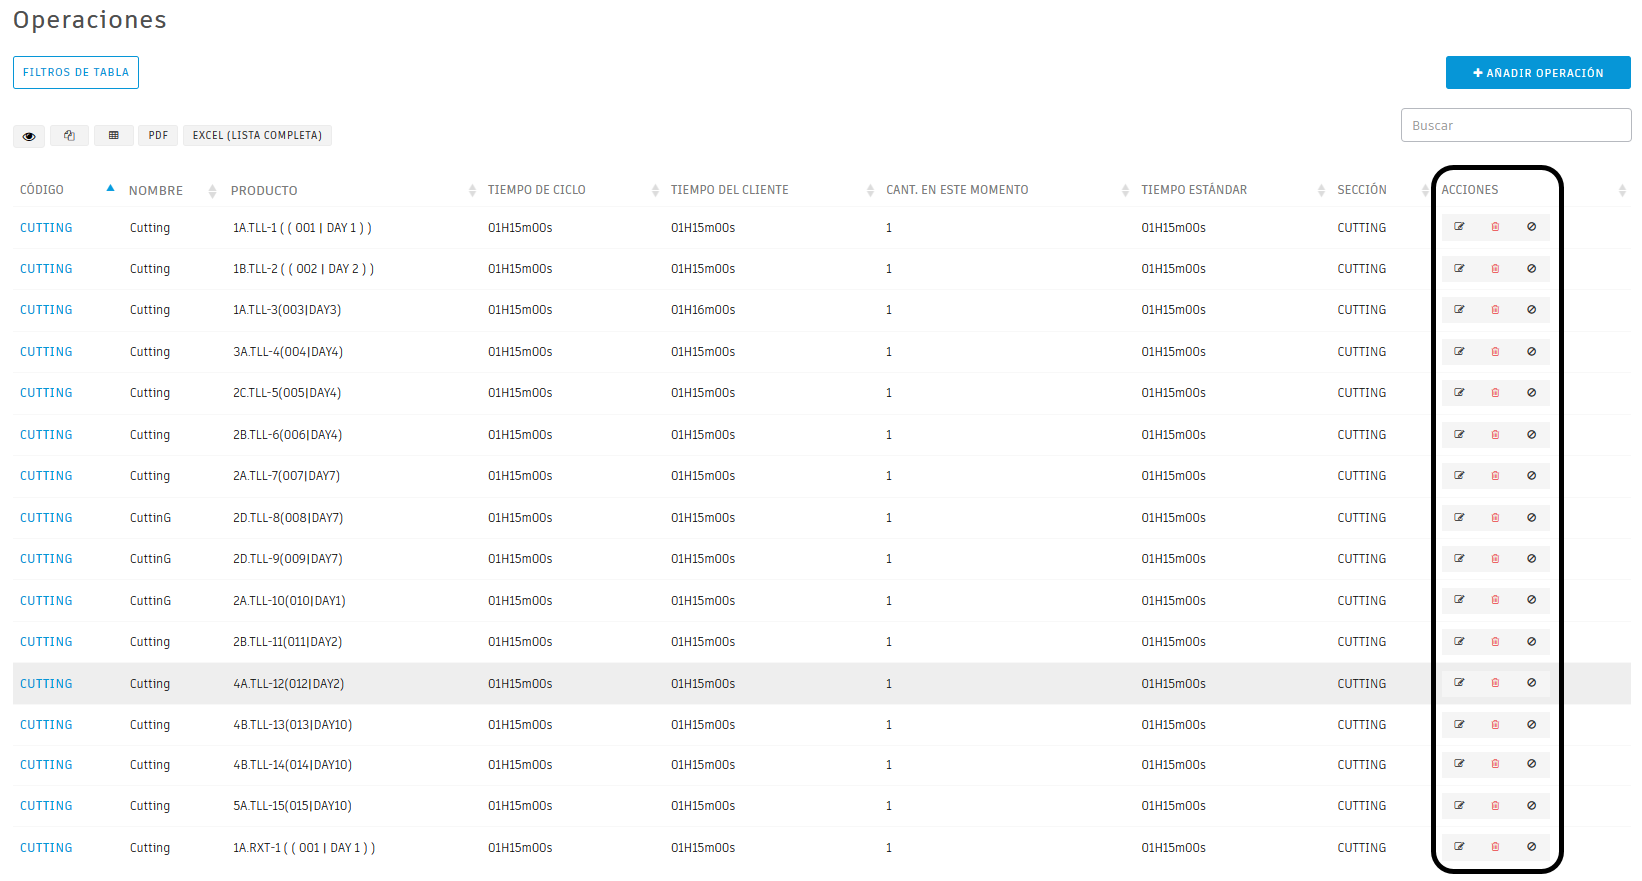 Operaciones
FILTROS DE TABLA
AÑADIR OPERACIÓN
PDF EXCEL (LISTA COMPLETA)
Buscar
CÔDIGO NOMBRE PRODUCTO TIEMPO DE CICLO TIEMPO DEL CLIENTE CANT. EN ESTE MOMENTO TIEMPO ESTÁNDAR SECCIÓN ACCIONES
CUTTING Cutting 1A.TLL-1 ( ( 001 | DAY 1 ) ) 01H15m00s 01H15m00s 1 01H15m00s CUTTING
CUTTING Cutting 1B.TLL-2 ( ( 002 | DAY 2 ) ) 01H15m00s 01H15m00s 1 01H15m00s CUTTING
CUTTING Cutting 1A.TLL-3(003|DAY3) 01H15m00s 01H16m00s 1 01H15m00s CUTTING
CUTTING Cutting 3A.TLL-4(004|DAY4) 01H15m00s 01H15m00s 1 01H15m00s CUTTING
CUTTING Cutting 2C.TLL-5(005|DAY4) 01H15m00s 01H15m00s 1 01H15m00s CUTTING
CUTTING Cutting 2B.TLL-6(006|DAY4) 01H15m00s 01H15m00s 1 01H15m00s CUTTING
CUTTING Cutting 2A.TLL-7(007|DAY7) 01H15m00s 01H15m00s 1 01H15m00s CUTTING
CUTTING CuttinG 2D.TLL-8(008|DAY7) 01H15m00s 01H15m00s 1 01H15m00s CUTTING
CUTTING CuttinG 2D.TLL-9(009|DAY7) 01H15m00s 01H15m00s 1 01H15m00s CUTTING
CUTTING CuttinG 2A.TLL-10(010|DAY1) 01H15m00s 01H15m00s 1 01H15m00s CUTTING
CUTTING Cutting 2B.TLL-11(011|DAY2) 01H15m00s 01H15m00s 1 01H15m00s CUTTING
CUTTING Cutting 4A.TLL-12(012|DAY2) 01H15m00s 01H15m00s 1 01H15m00s CUTTING
CUTTING Cutting 4B.TLL-13(013|DAY10) 01H15m00s 01H15m00s 1 01H15m00s CUTTING
CUTTING Cutting 4B.TLL-14(014|DAY10) 01H15m00s 01H15m00s 1 01H15m00s CUTTING
CUTTING Cutting 5A.TLL-15(015|DAY10) 01H15m00s 01H15m00s 1 01H15m00s CUTTING
CUTTING Cutting 1A.RXT-1 ( ( 001 | DAY 1 ) ) 01H15m00s 01H15m00s 1 01H15m00s CUTTING